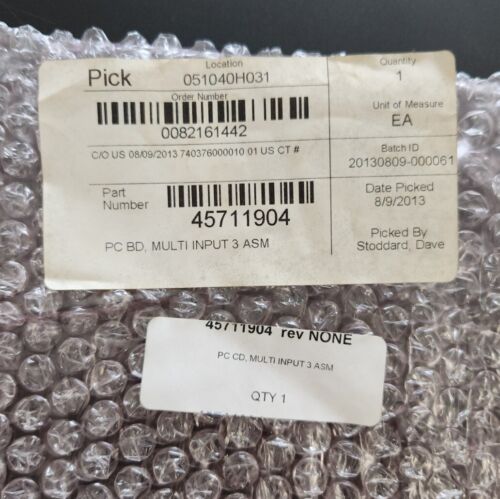 Pick
Location
051040H031
Quantity
1
Order Number
0082161442
Unit of Measure
EA
C/O US 08/09/2013 740376000010 01 US CT #
Batch ID
20130809-000061
Part
Number
45711904
Date Picked
8/9/2013
PC BD, MULTI INPUT 3 ASM
Picked By
Stoddard, Dave
45711904 rev NONE
PC CD, MULTI INPUT 3 ASM
QTY 1